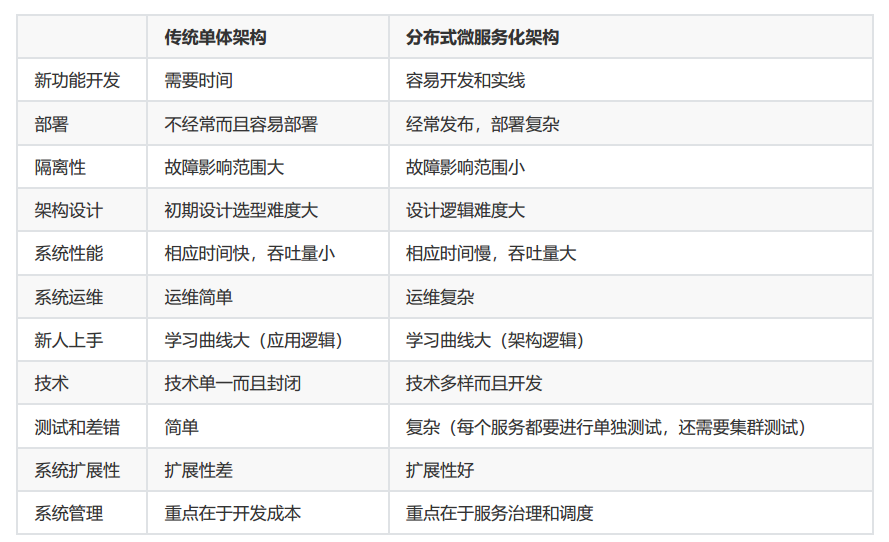 传统单体架构 分布式微服务化架构
新功能开发 需要时间 容易开发和实线
部署 不经常而且容易部署 经常发布，部署复杂
隔离性 故障影响范围大 故障影响范围小
架构设计 初期设计选型难度大 设计逻辑难度大
系统性能 相应时间快，吞吐量小 相应时间慢，吞吐量大
系统运维 运维简单 运维复杂
新人上手 学习曲线大（应用逻辑） 学习曲线大（架构逻辑）
技术 技术单一而且封闭 技术多样而且开发
测试和差错 简单 复杂（每个服务都要进行单独测试，还需要集群测试）
系统扩展性 扩展性差 扩展性好
系统管理 重点在于开发成本 重点在于服务治理和调度